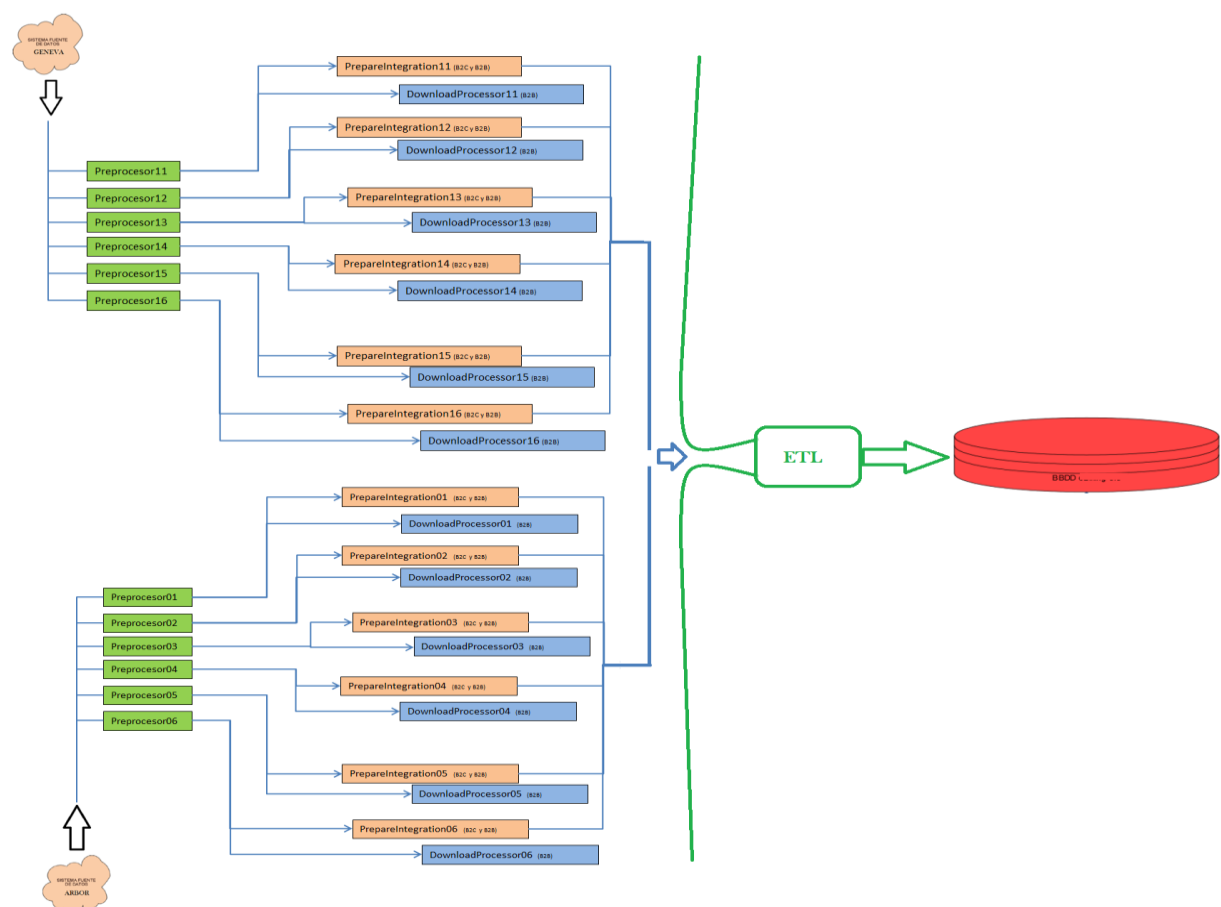 SISTEMA FUENTE
DE DATOS
GENEVA
PrepareIntegration11 (B2C y B2B)
DownloadProcessor11 (B2B)
PrepareIntegration12 (B2C y B2B)
DownloadProcessor12 (B2B)
Preprocesor11
Preprocesor12
PrepareIntegration13 (B2C y B2B)
Preprocesor13
DownloadProcessor13 (B2B)
Preprocesor14
PrepareIntegration14 (B2C y B2B)
Preprocesor15
DownloadProcessor14 (B2B)
Preprocesor16
PrepareIntegration15 (B2C y B2B)
DownloadProcessor15 (B2B)
PrepareIntegration16 (B2C y B2B)
DownloadProcessor16 (B2B)
ETL
BBDD
PrepareIntegration01 (B2C y B2B)
DownloadProcessor01 (B2B)
PrepareIntegration02 (B2C y B2B)
DownloadProcessor02 (B2B)
Preprocesor01
Preprocesor02
PrepareIntegration03 (B2C y B2B)
Preprocesor03
DownloadProcessor03 (B2B)
Preprocesor04
PrepareIntegration04 (B2C y B2B)
Preprocesor05
DownloadProcessor04 (B2B)
Preprocesor06
PrepareIntegration05 (B2C y B2B)
DownloadProcessor05 (B2B)
PrepareIntegration06 (B2C y B2B)
DownloadProcessor06 (B2B)
SISTEMA FUENTE
DE DATOS
ARBOR